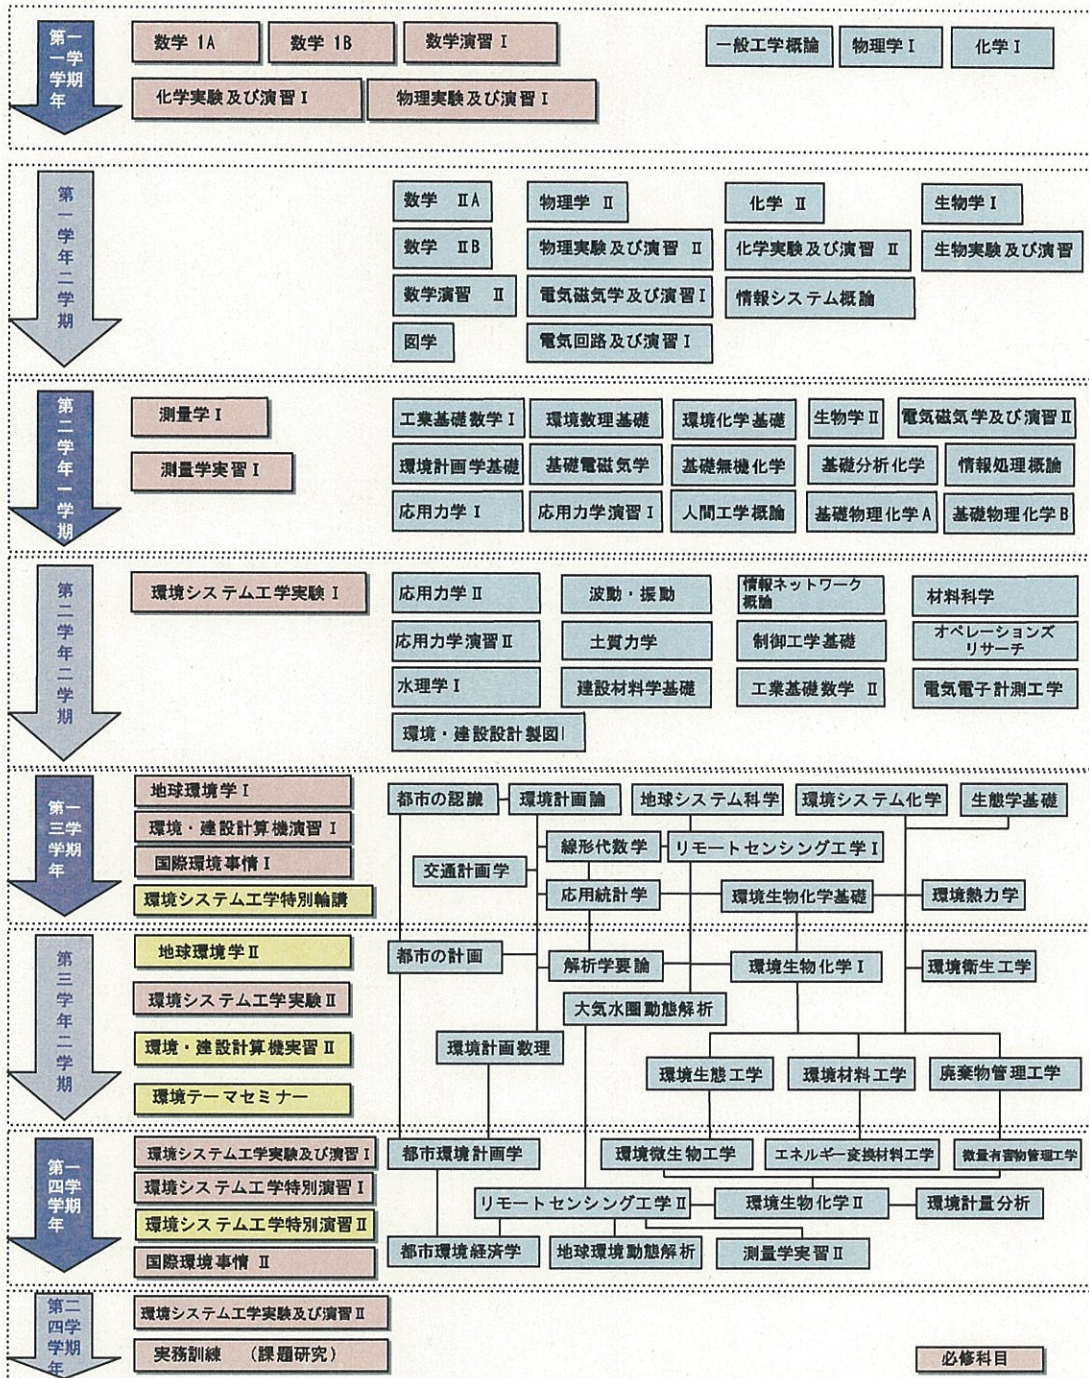 第一学年
一学期
数学 1A
数学 1B
数学演習 I
一般工学概論
物理学 I
化学 I
化学実験及び演習 I
物理実験及び演習 I
第一学年二学期
数学 IIA
物理学 II
化学 II
生物学 I
数学 IIB
物理実験及び演習 II
化学実験及び演習 II
生物実験及び演習
数学演習 II
電気磁気学及び演習 I
情報システム概論
図学
電気回路及び演習 I
第二学年一学期
測量学 I
工業基礎数学 I
環境数理基礎
環境化学基礎
生物学 II
電気磁気学及び演習 II
測量学実習 I
環境計画学基礎
基礎電磁気学
基礎無機化学
基礎分析化学
情報処理概論
応用力学 I
応用力学演習 I
人間工学概論
基礎物理化学A
基礎物理化学B
第二学年二学期
環境システム工学実験 I
応用力学 II
波動・振動
情報ネットワーク
概論
材料科学
応用力学演習 II
土質力学
制御工学基礎
オペレーションズ
リサーチ
水理学 I
建設材料学基礎
工業基礎数学 II
電気電子計測工学
環境・建設設計製図I
第三学年
一学期
地球環境学 I
都市の認識
環境計画論
地球システム科学
環境システム化学
生態学基礎
環境・建設計算機演習 I
線形代数学
リモートセンシング工学 I
国際環境事情 I
交通計画学
環境システム工学特別輪講
応用統計学
環境生物化学基礎
環境熱力学
第三学年二学期
地球環境学 II
都市の計画
解析学要論
環境生物化学 I
環境衛生工学
環境システム工学実験 II
大気水圏動態解析
環境・建設計算機実習 II
環境計画数理
環境生態工学
環境材料工学
廃棄物管理工学
環境テーマセミナー
第四学年
一学期
環境システム工学実験及び演習 I
都市環境計画学
環境微生物工学
エネルギー変換材料工学
微量有害物管理工学
環境システム工学特別演習 I
リモートセンシング工学 II
環境生物化学 II
環境計量分析
環境システム工学特別演習 II
国際環境事情 II
都市環境経済学
地球環境動態解析
測量学実習 II
第四学年
二学期
環境システム工学実験及び演習 II
実務訓練 (課題研究)
必修科目